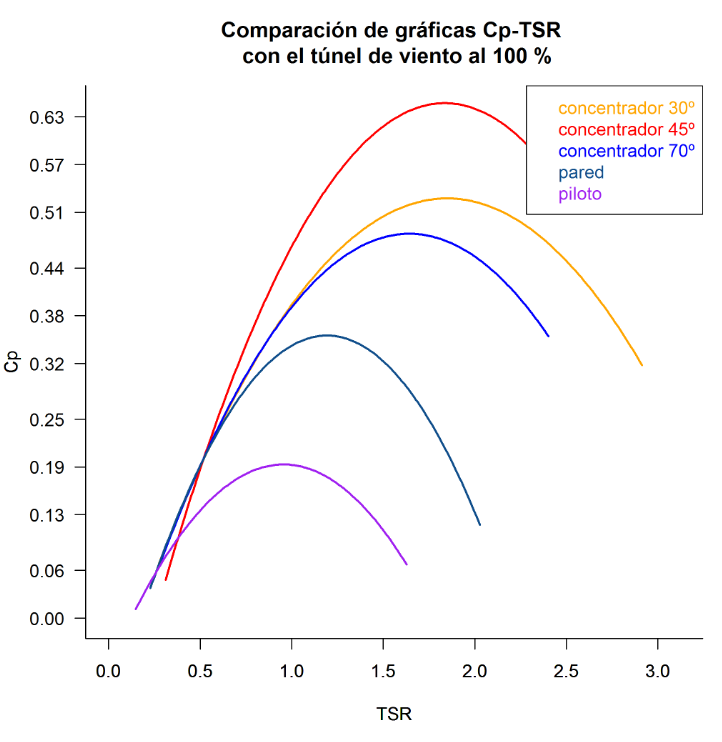 Comparación de gráficas Cp-TSR
con el túnel de viento al 100 %
concentrador 30º
concentrador 45º
concentrador 70º
pared
piloto
0.63
0.57
0.51
0.44
0.38
0.32
0.25
0.19
0.13
0.06
0.00
Cp
0.0 0.5 1.0 1.5 2.0 2.5 3.0
TSR